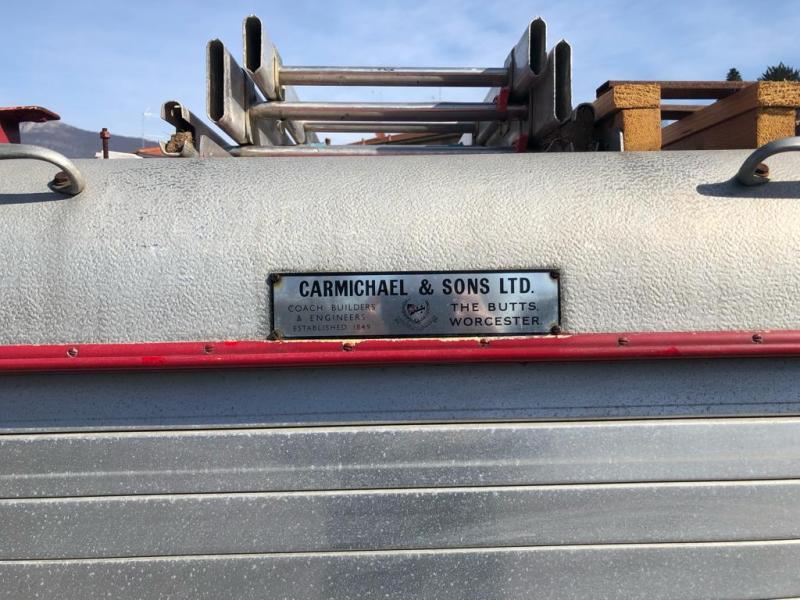 CARMICHAEL & SONS LTD.
COACH BUILDERS
& ENGINEERS
ESTABLISHED 1849
THE BUTTS,
WORCESTER